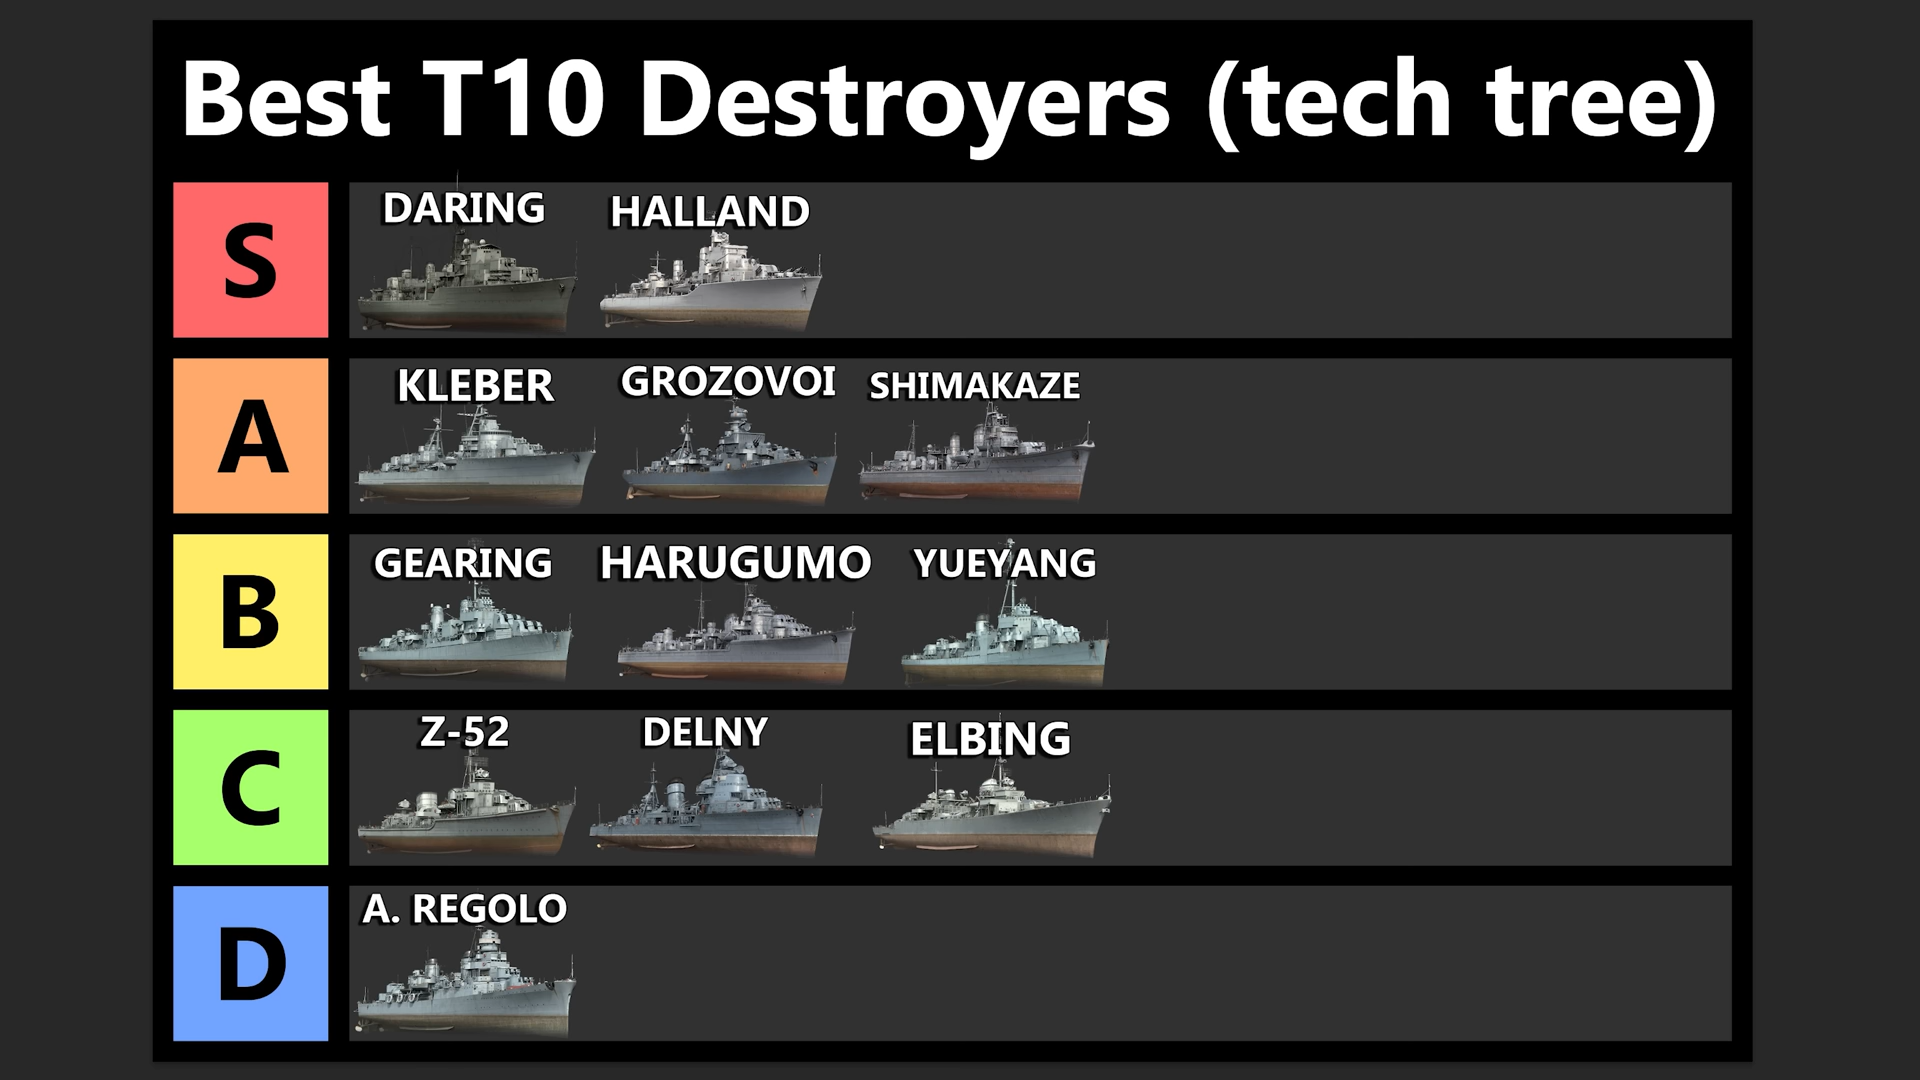 Best T10 Destroyers (tech tree)
S
DARING HALLAND
A
KLEBER GROZOVOI SHIMAKAZE
B
GEARING HARUGUMO YUEYANG
C
Z-52 DELNY ELBING
D
A. REGOLO